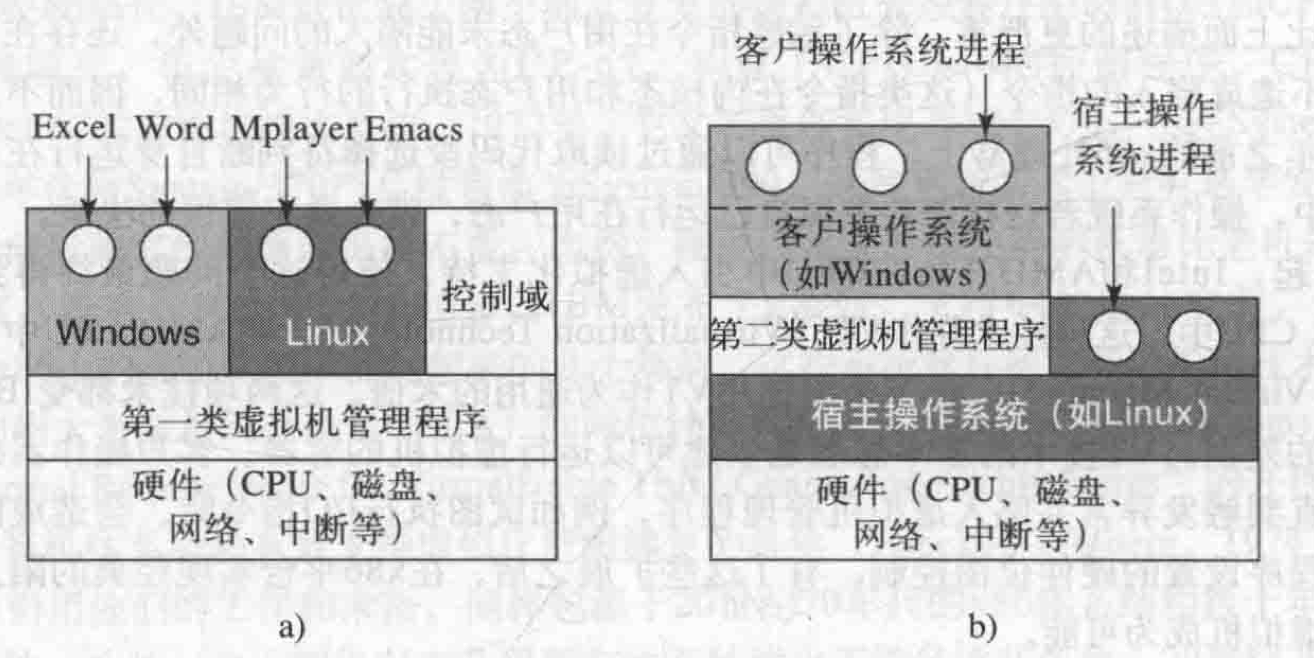 Excel Word Mplayer Emacs
Windows
Linux
控制域
第一类虚拟机管理程序
硬件（CPU、磁盘、
网络、中断等）
a)
客户操作系统进程
宿主操作
系统进程
客户操作系统
（如Windows）
第二类虚拟机管理程序
宿主操作系统（如Linux）
硬件（CPU、磁盘、
网络、中断等）
b)